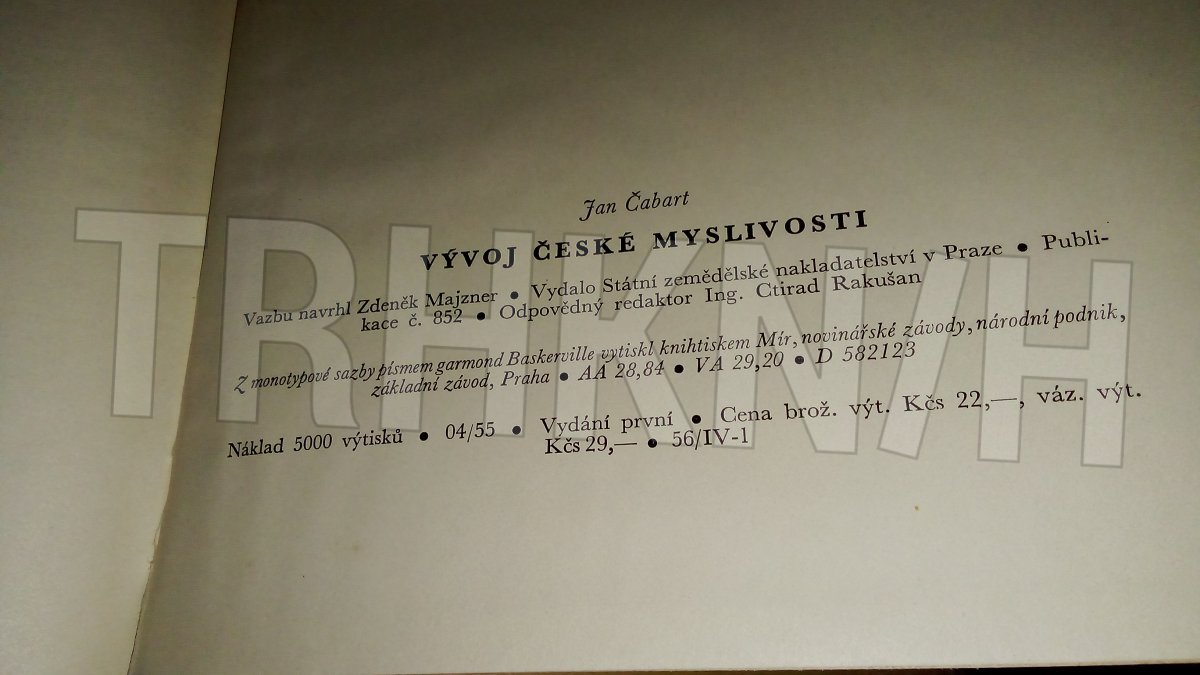 Jan Čabart
VÝVOJ ČESKÉ MYSLIVOSTI
Vazbu navrhl Zdeněk Majzner ● Vydalo Státní zemědělské nakladatelství v Praze ● Publi-
kace č. 852 ● Odpovědný redaktor Ing. Ctirad Rakušan
Z monotypové sazby písmem garmond Baskerville vytiskl knihtiskem Mír, novinářské závody, národní podnik,
základní závod, Praha ● AA 28,84 ● VA 29,20 ● D 582123
Náklad 5000 výtisků ● 04/55 ● Vydání první ● Cena brož. výt. Kčs 22,—, váz. výt.
Kčs 29,— ● 56/IV-1
TRHKNIH